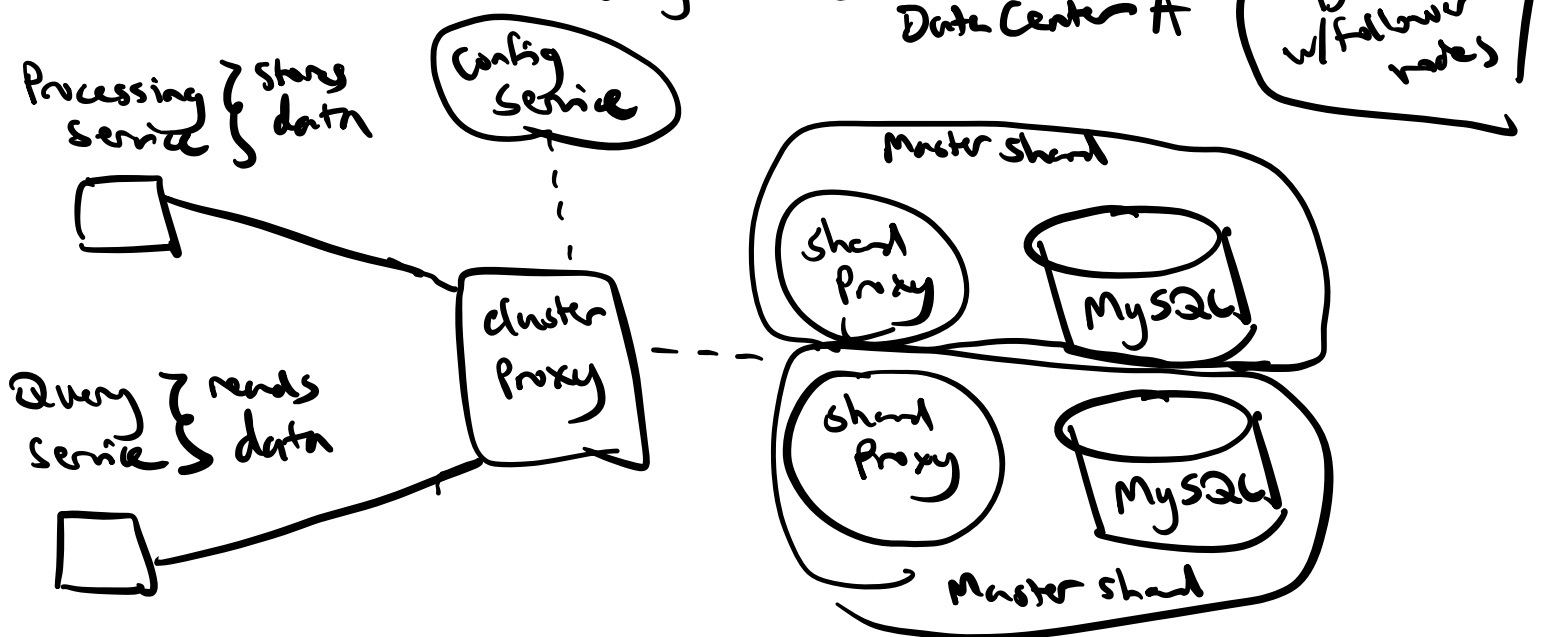 Data Center A
w/ follower
nodes
Processing
Service
stores
data
Config
Service
Master Shard
Shard
Proxy
MySQL
Cluster
Proxy
Query
Service
reads
data
Shard
Proxy
MySQL
Master Shard